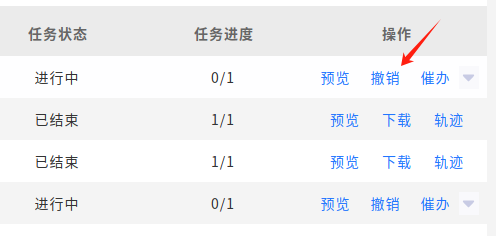 任务状态 任务进度 操作
进行中 0/1 预览 撤销 催办
已结束 1/1 预览 下载 轨迹
已结束 1/1 预览 下载 轨迹
进行中 0/1 预览 撤销 催办